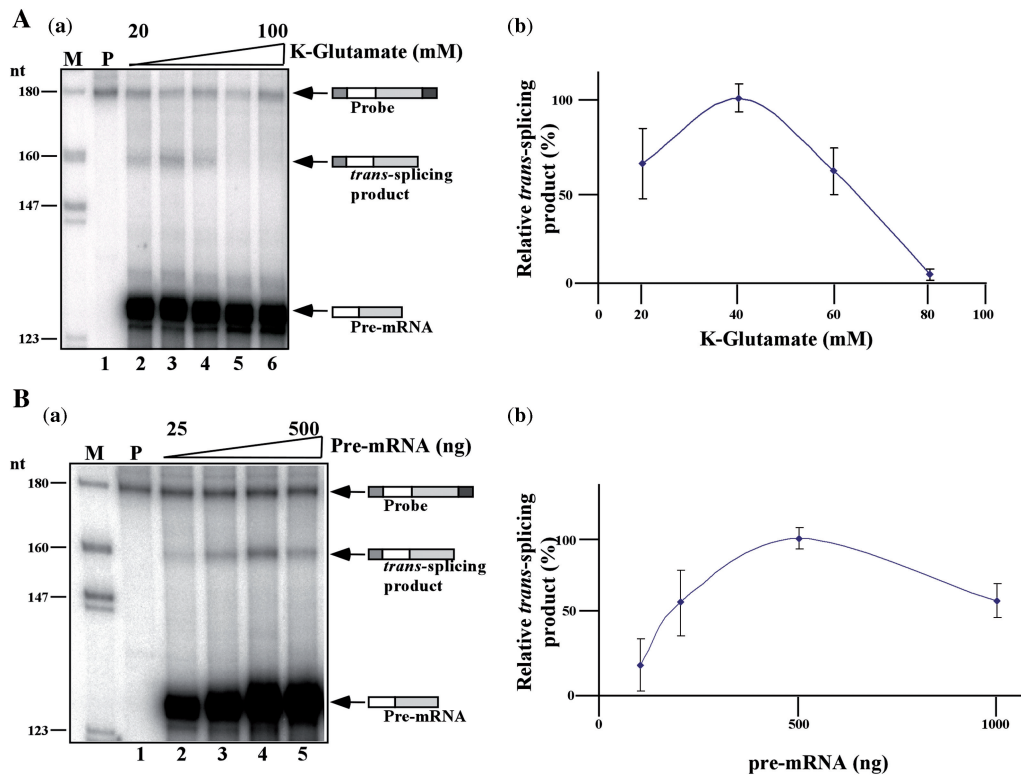 A
(a)
20 100
K-Glutamate (mM)
M P
nt
180
160
147
123
Probe
trans-splicing
product
Pre-mRNA
1 2 3 4 5 6
(b)
Relative trans-splicing
product (%)
100
50
0
0 20 40 60 80 100
K-Glutamate (mM)
B
(a)
25 500
Pre-mRNA (ng)
M P
nt
180
160
147
123
Probe
trans-splicing
product
Pre-mRNA
1 2 3 4 5
(b)
Relative trans-splicing
product (%)
100
50
0
0 500 1000
pre-mRNA (ng)